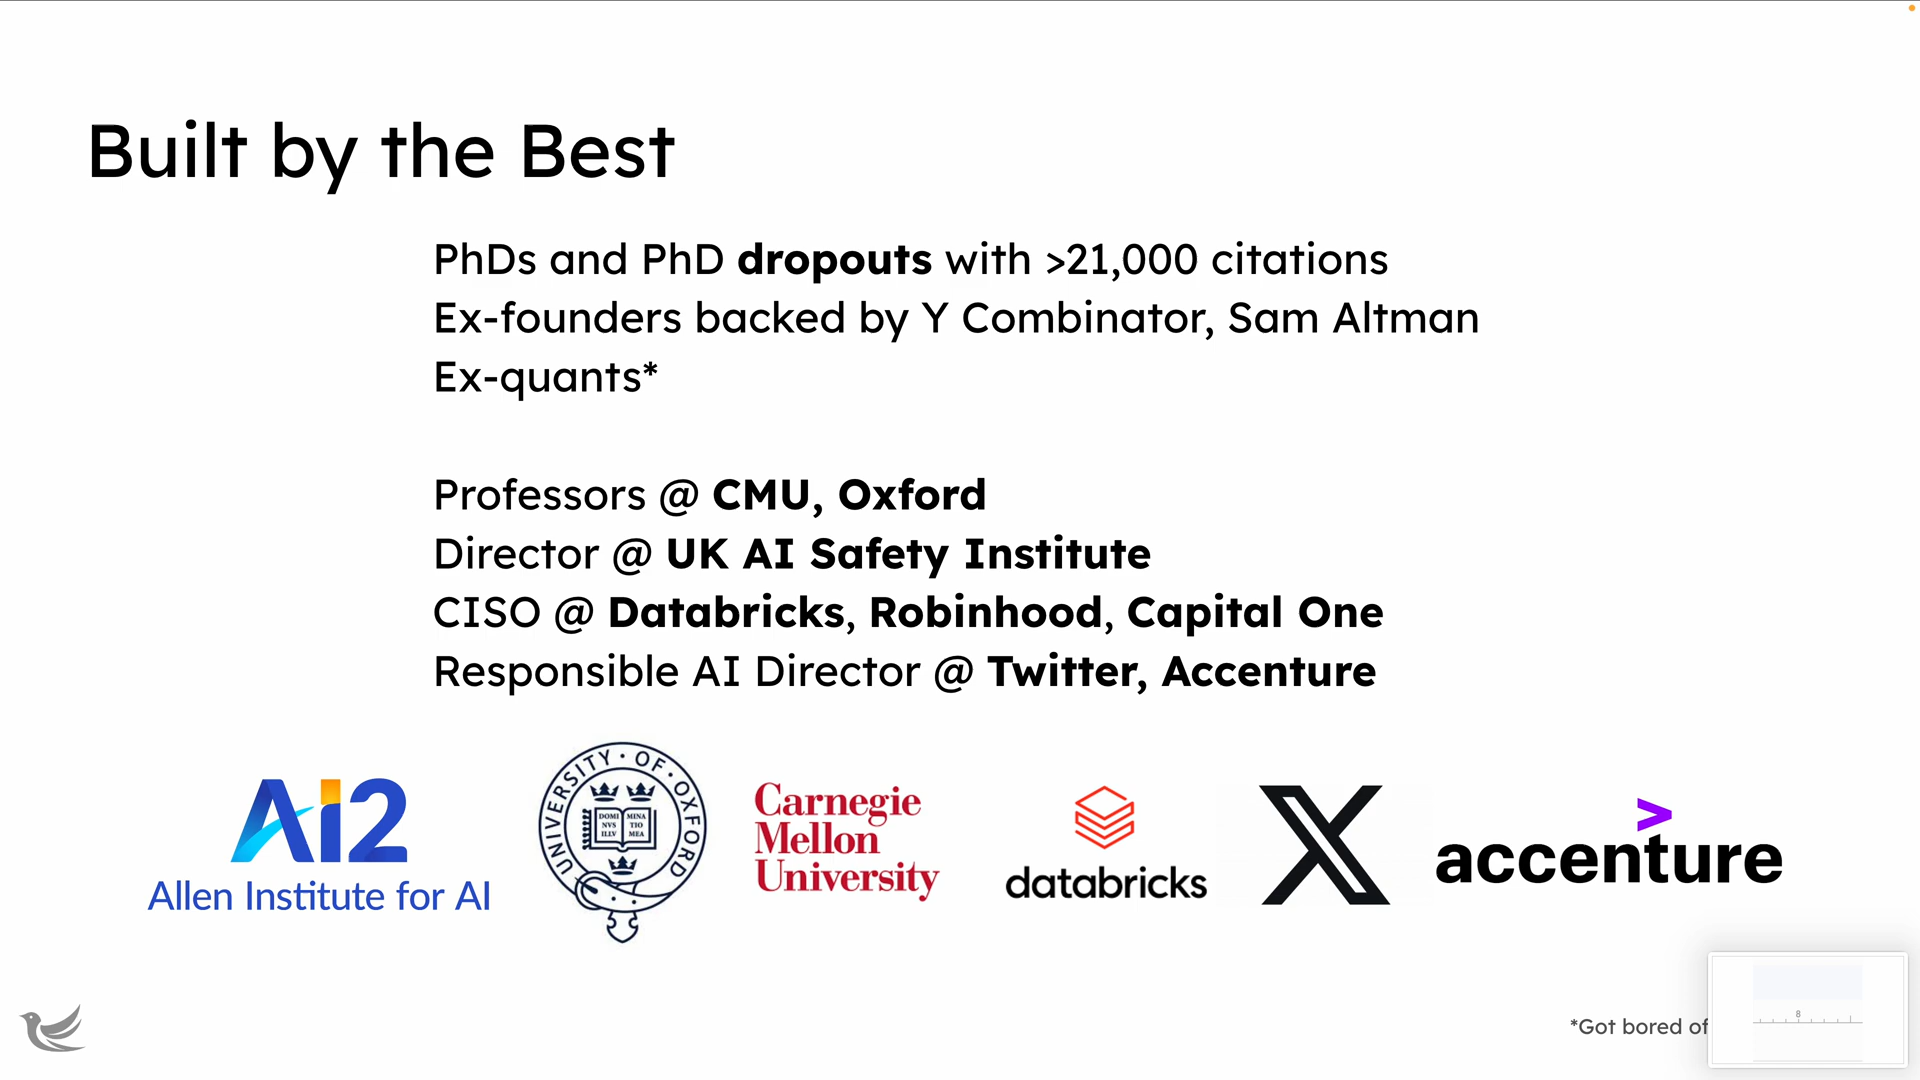 Built by the Best
PhDs and PhD dropouts with >21,000 citations
Ex-founders backed by Y Combinator, Sam Altman
Ex-quants*
Professors @ CMU, Oxford
Director @ UK AI Safety Institute
CISO @ Databricks, Robinhood, Capital One
Responsible AI Director @ Twitter, Accenture
Ai2
Allen Institute for AI
UNIVERSITY · OF · OXFORD
DOMI MINA
NVS TIO
ILLV MEA
Carnegie
Mellon
University
databricks
X
>
accenture
*Got bored of
8